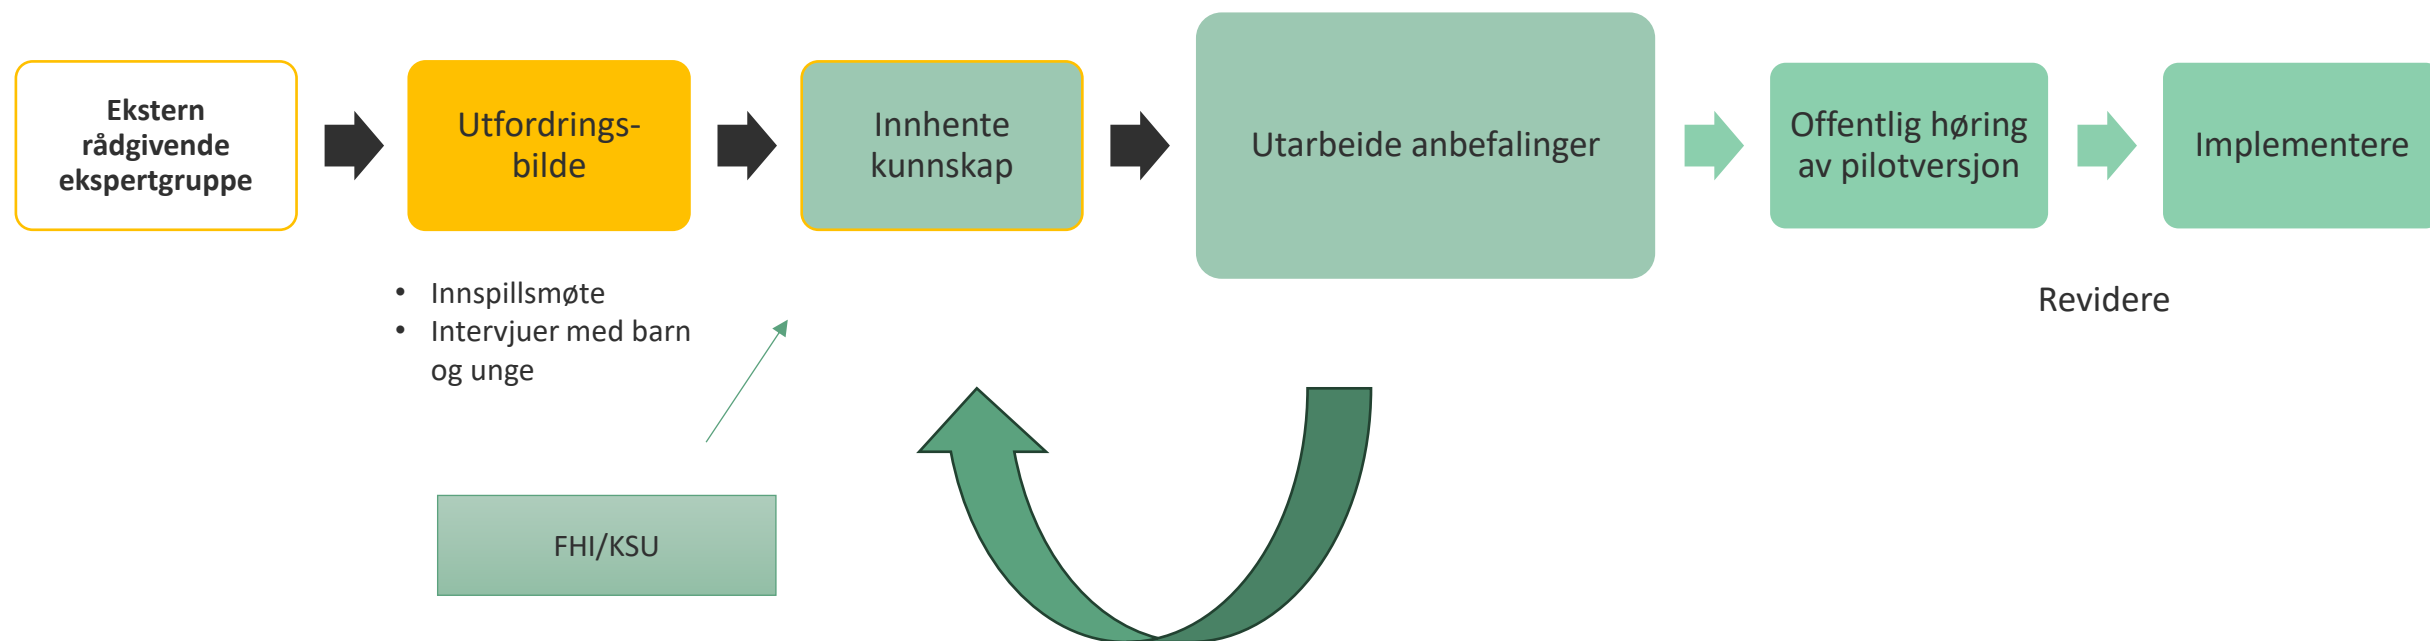 Ekstern
rådgivende
ekspertgruppe
Utfordrings-
bilde
Innhente
kunnskap
Utarbeide anbefalinger
Offentlig høring
av pilotversjon
Implementere
• Innspillsmøte
• Intervjuer med barn
og unge
Revidere
FHI/KSU